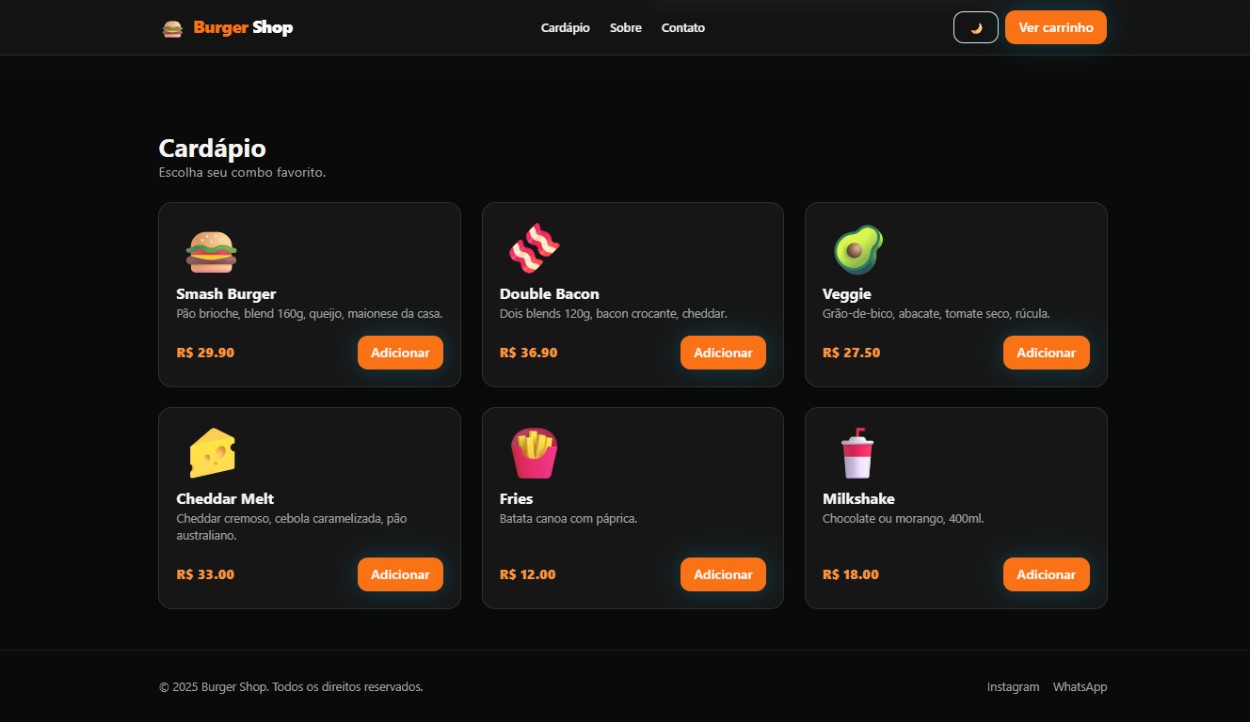 Burger Shop
Cardápio
Sobre
Contato
Ver carrinho
Cardápio
Escolha seu combo favorito.
Smash Burger
Pão brioche, blend 160g, queijo, maionese da casa.
R$ 29.90
Adicionar
Double Bacon
Dois blends 120g, bacon crocante, cheddar.
R$ 36.90
Adicionar
Veggie
Grão-de-bico, abacate, tomate seco, rúcula.
R$ 27.50
Adicionar
Cheddar Melt
Cheddar cremoso, cebola caramelizada, pão
australiano.
R$ 33.00
Adicionar
Fries
Batata canoa com páprica.
R$ 12.00
Adicionar
Milkshake
Chocolate ou morango, 400ml.
R$ 18.00
Adicionar
© 2025 Burger Shop. Todos os direitos reservados.
Instagram
WhatsApp